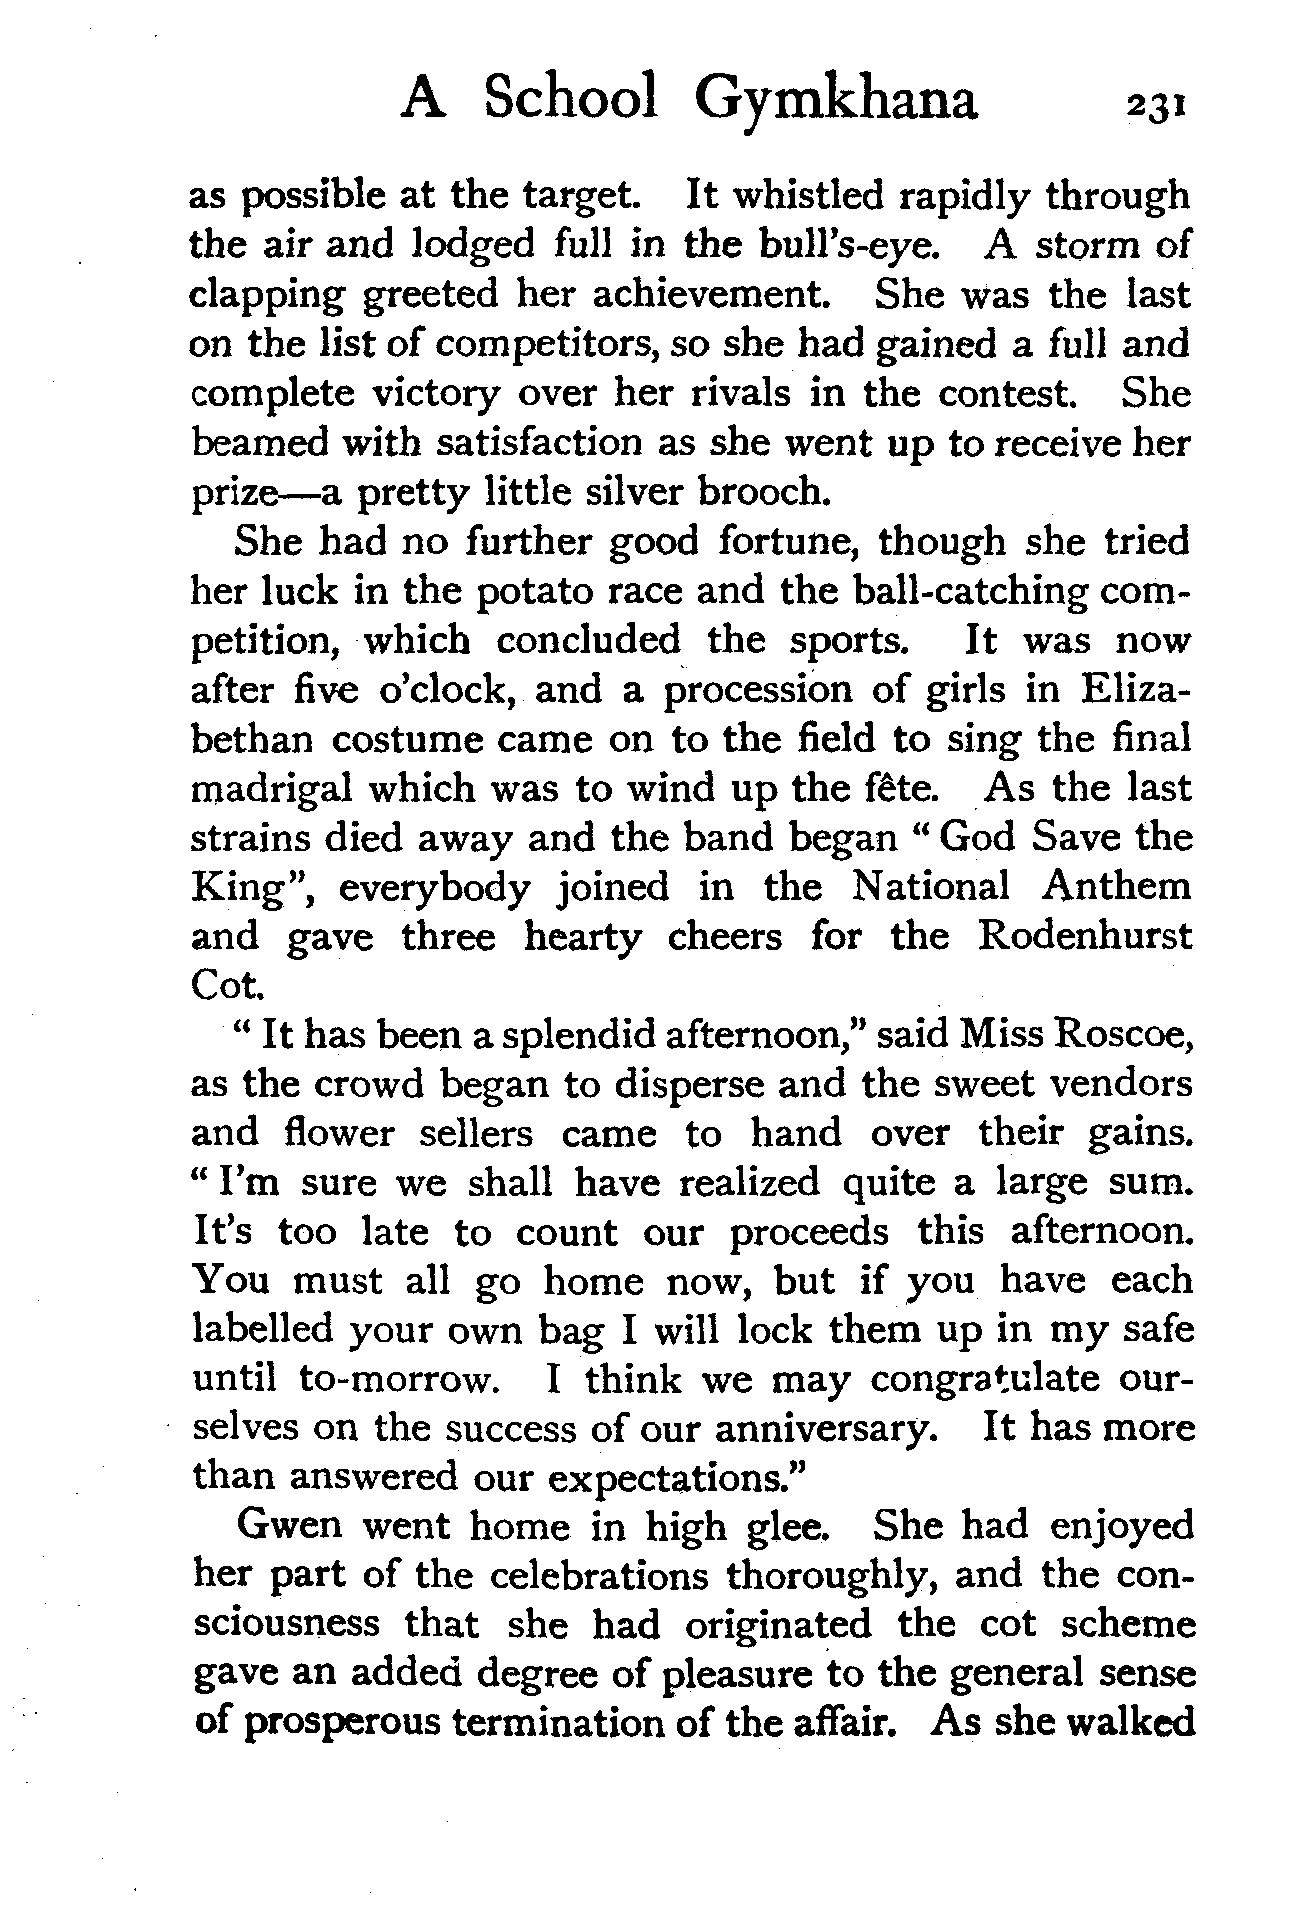 A School Gymkhana 231
as possible at the target. It whistled rapidly through
the air and lodged full in the bull's-eye. A storm of
clapping greeted her achievement. She was the last
on the list of competitors, so she had gained a full and
complete victory over her rivals in the contest. She
beamed with satisfaction as she went up to receive her
prize—a pretty little silver brooch.
She had no further good fortune, though she tried
her luck in the potato race and the ball-catching com-
petition, which concluded the sports. It was now
after five o'clock, and a procession of girls in Eliza-
bethan costume came on to the field to sing the final
madrigal which was to wind up the fête. As the last
strains died away and the band began “ God Save the
King”, everybody joined in the National Anthem
and gave three hearty cheers for the Rodenhurst
Cot.
“ It has been a splendid afternoon,” said Miss Roscoe,
as the crowd began to disperse and the sweet vendors
and flower sellers came to hand over their gains.
“ I'm sure we shall have realized quite a large sum.
It's too late to count our proceeds this afternoon.
You must all go home now, but if you have each
labelled your own bag I will lock them up in my safe
until to-morrow. I think we may congratulate our-
selves on the success of our anniversary. It has more
than answered our expectations.”
Gwen went home in high glee. She had enjoyed
her part of the celebrations thoroughly, and the con-
sciousness that she had originated the cot scheme
gave an added degree of pleasure to the general sense
of prosperous termination of the affair. As she walked